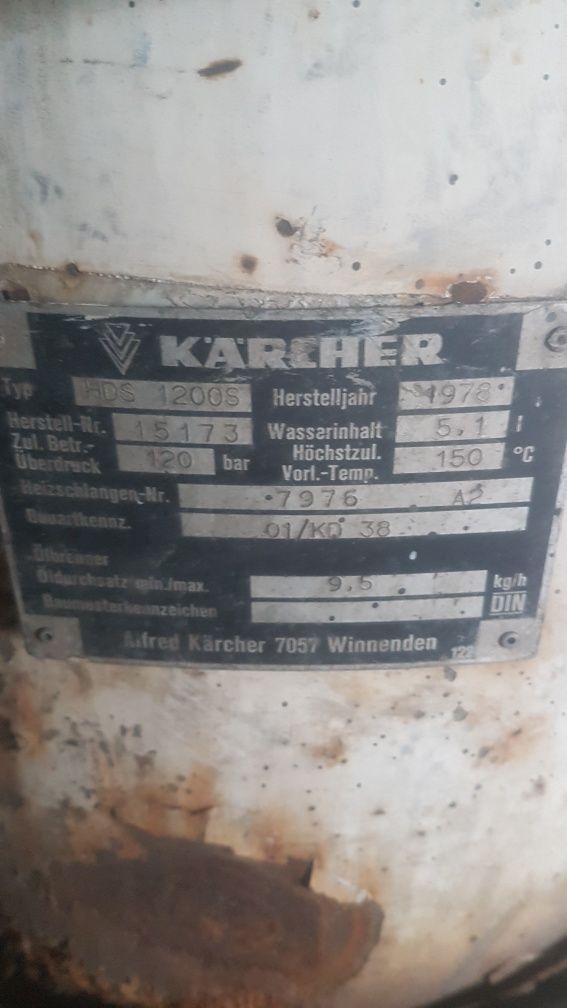 KÄRCHER
Typ HDS 1200S Herstelljahr 1978
Herstell-Nr. 15173 Wasserinhalt 5,1 l
Zul. Betr.-Überdruck 120 bar Höchstzul. Vorl.-Temp. 150 °C
Heizschlangen-Nr. 7976 A2
Bauartkennz. 01/KD 38
Ölbrenner
Öldurchsatz min./max. 9,5 kg/h
Baumusterkennzeichen DIN
Alfred Kärcher 7057 Winnenden 122